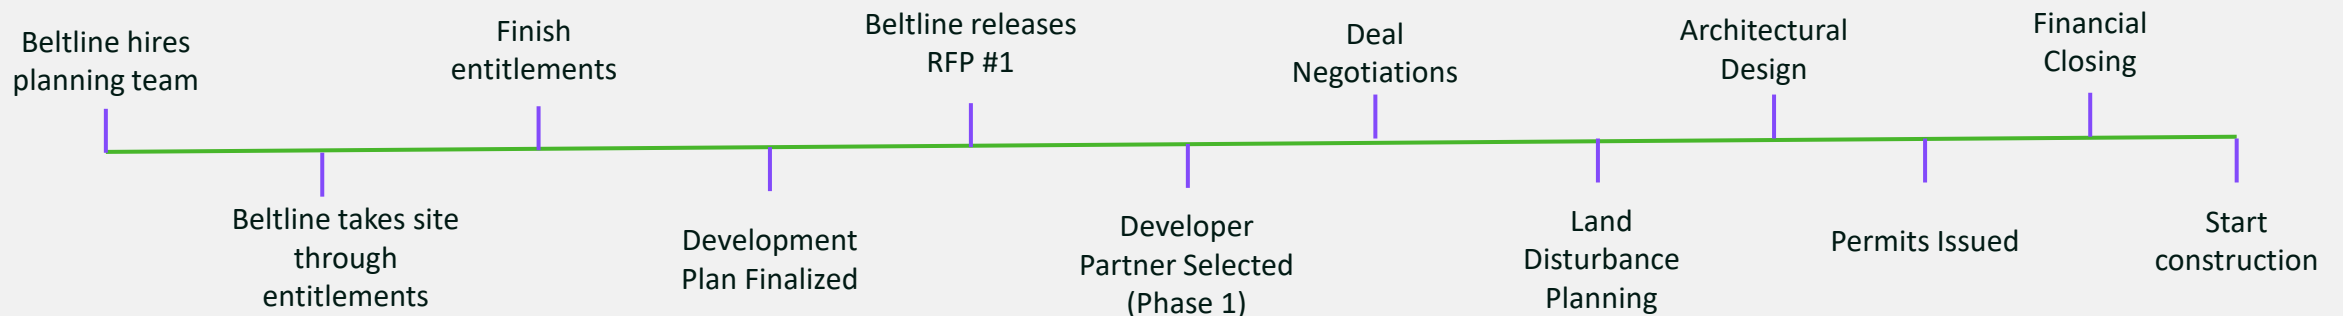 Beltline hires
planning team
Beltline takes site
through
entitlements
Finish
entitlements
Development
Plan Finalized
Beltline releases
RFP #1
Developer
Partner Selected
(Phase 1)
Deal
Negotiations
Land
Disturbance
Planning
Architectural
Design
Permits Issued
Financial
Closing
Start
construction